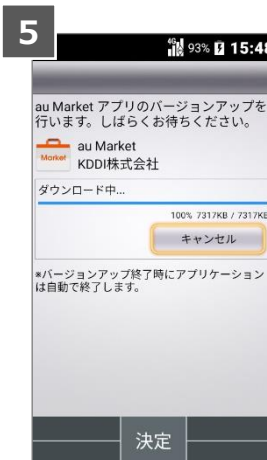 5
4G 93% 15:48
au Market アプリのバージョンアップを
行います。しばらくお待ちください。
au Market
Market
KDDI株式会社
ダウンロード中...
100% 7317KB / 7317KB
キャンセル
※バージョンアップ終了時にアプリケーション
は自動で終了します。
決定